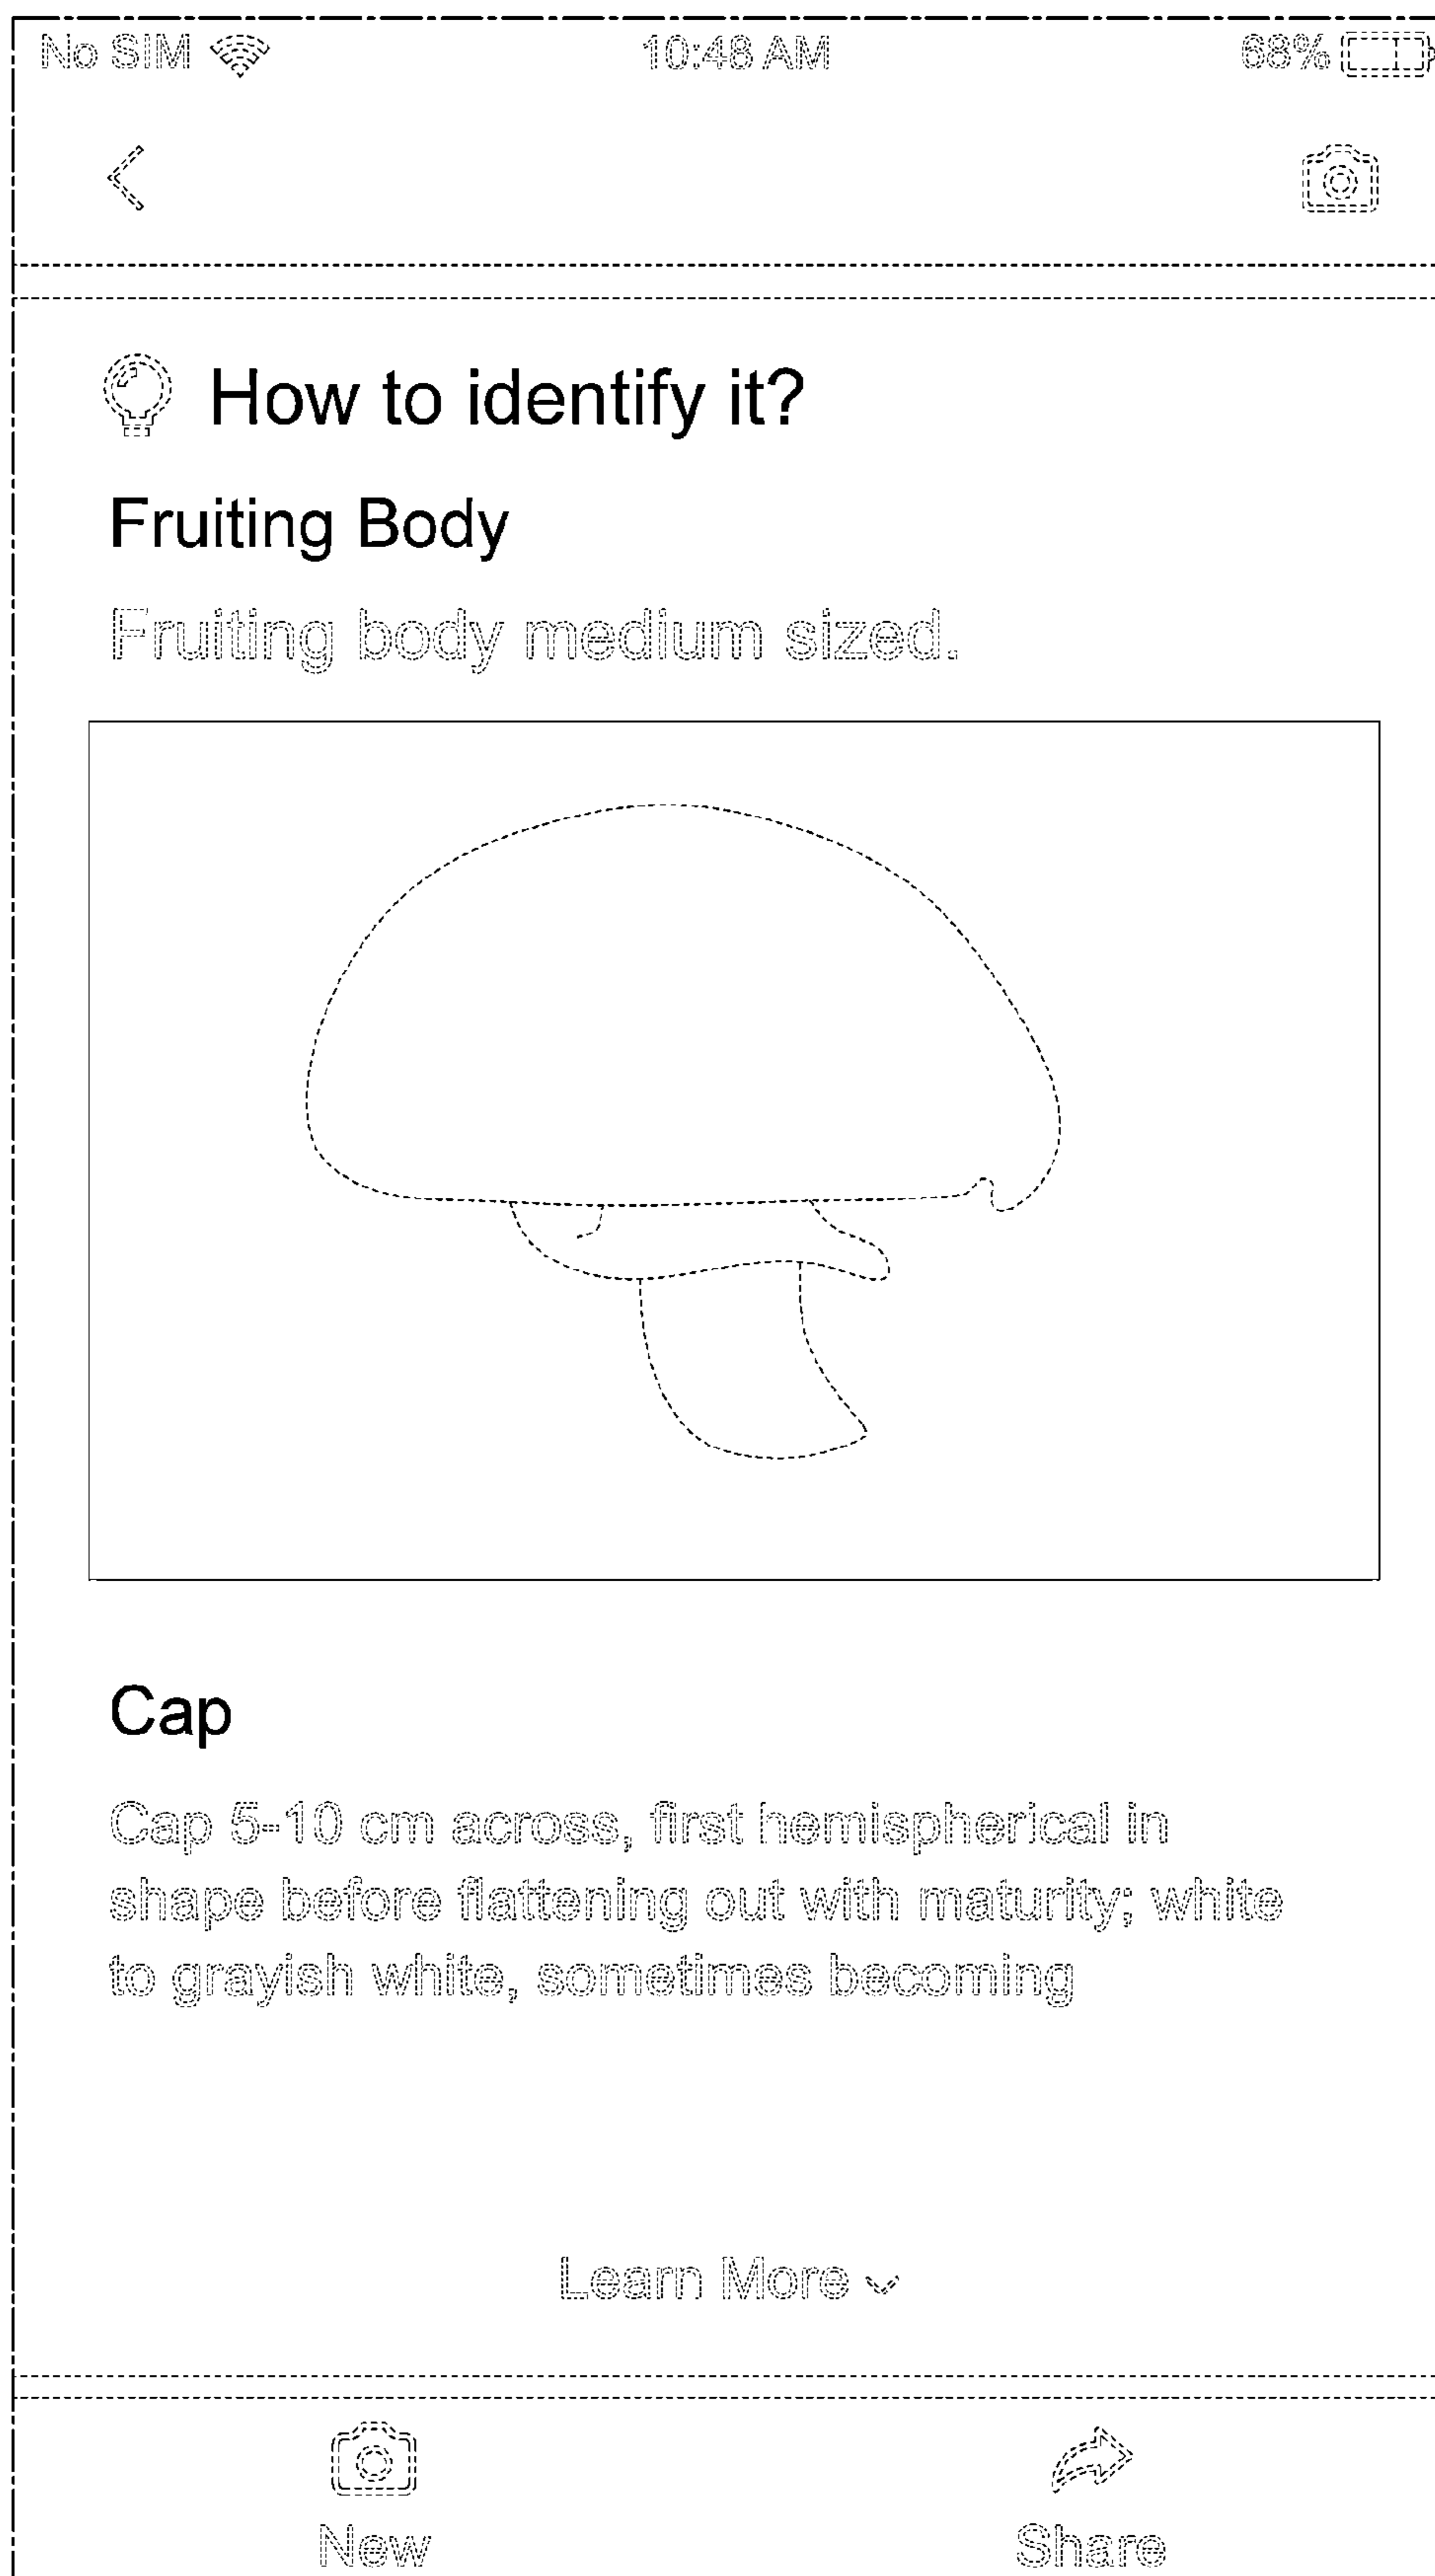 No SIM 10:48 AM 68%
How to identify it?
Fruiting Body
Fruiting body medium sized.
Cap
Cap 5-10 cm across, first hemispherical in
shape before flattening out with maturity; white
to grayish white, sometimes becoming
Learn More
New Share